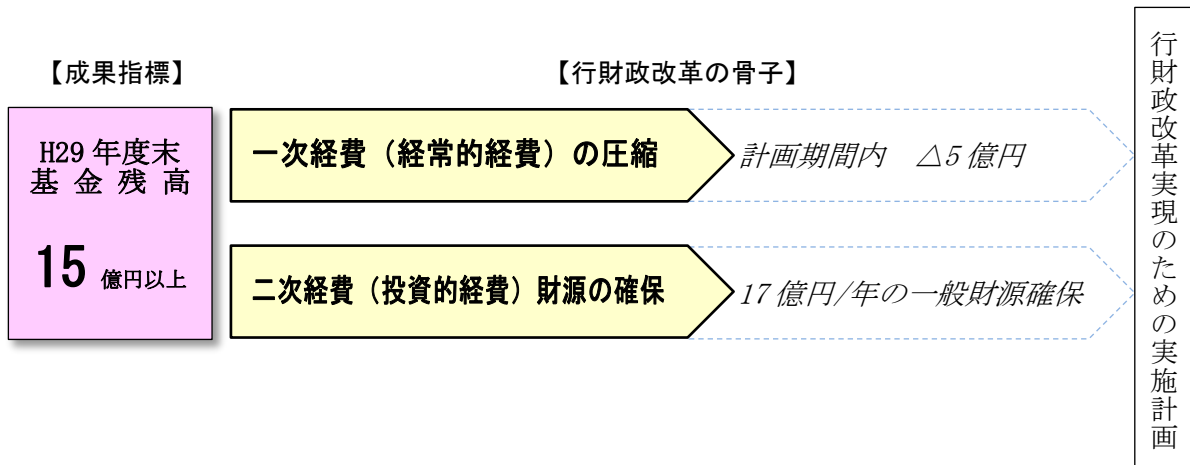 【成果指標】
【行財政改革の骨子】
H29 年度末
基 金 残 高
15 億円以上
一次経費（経常的経費）の圧縮
計画期間内　△5 億円
二次経費（投資的経費）財源の確保
17 億円/年の一般財源確保
行財政改革実現のための実施計画